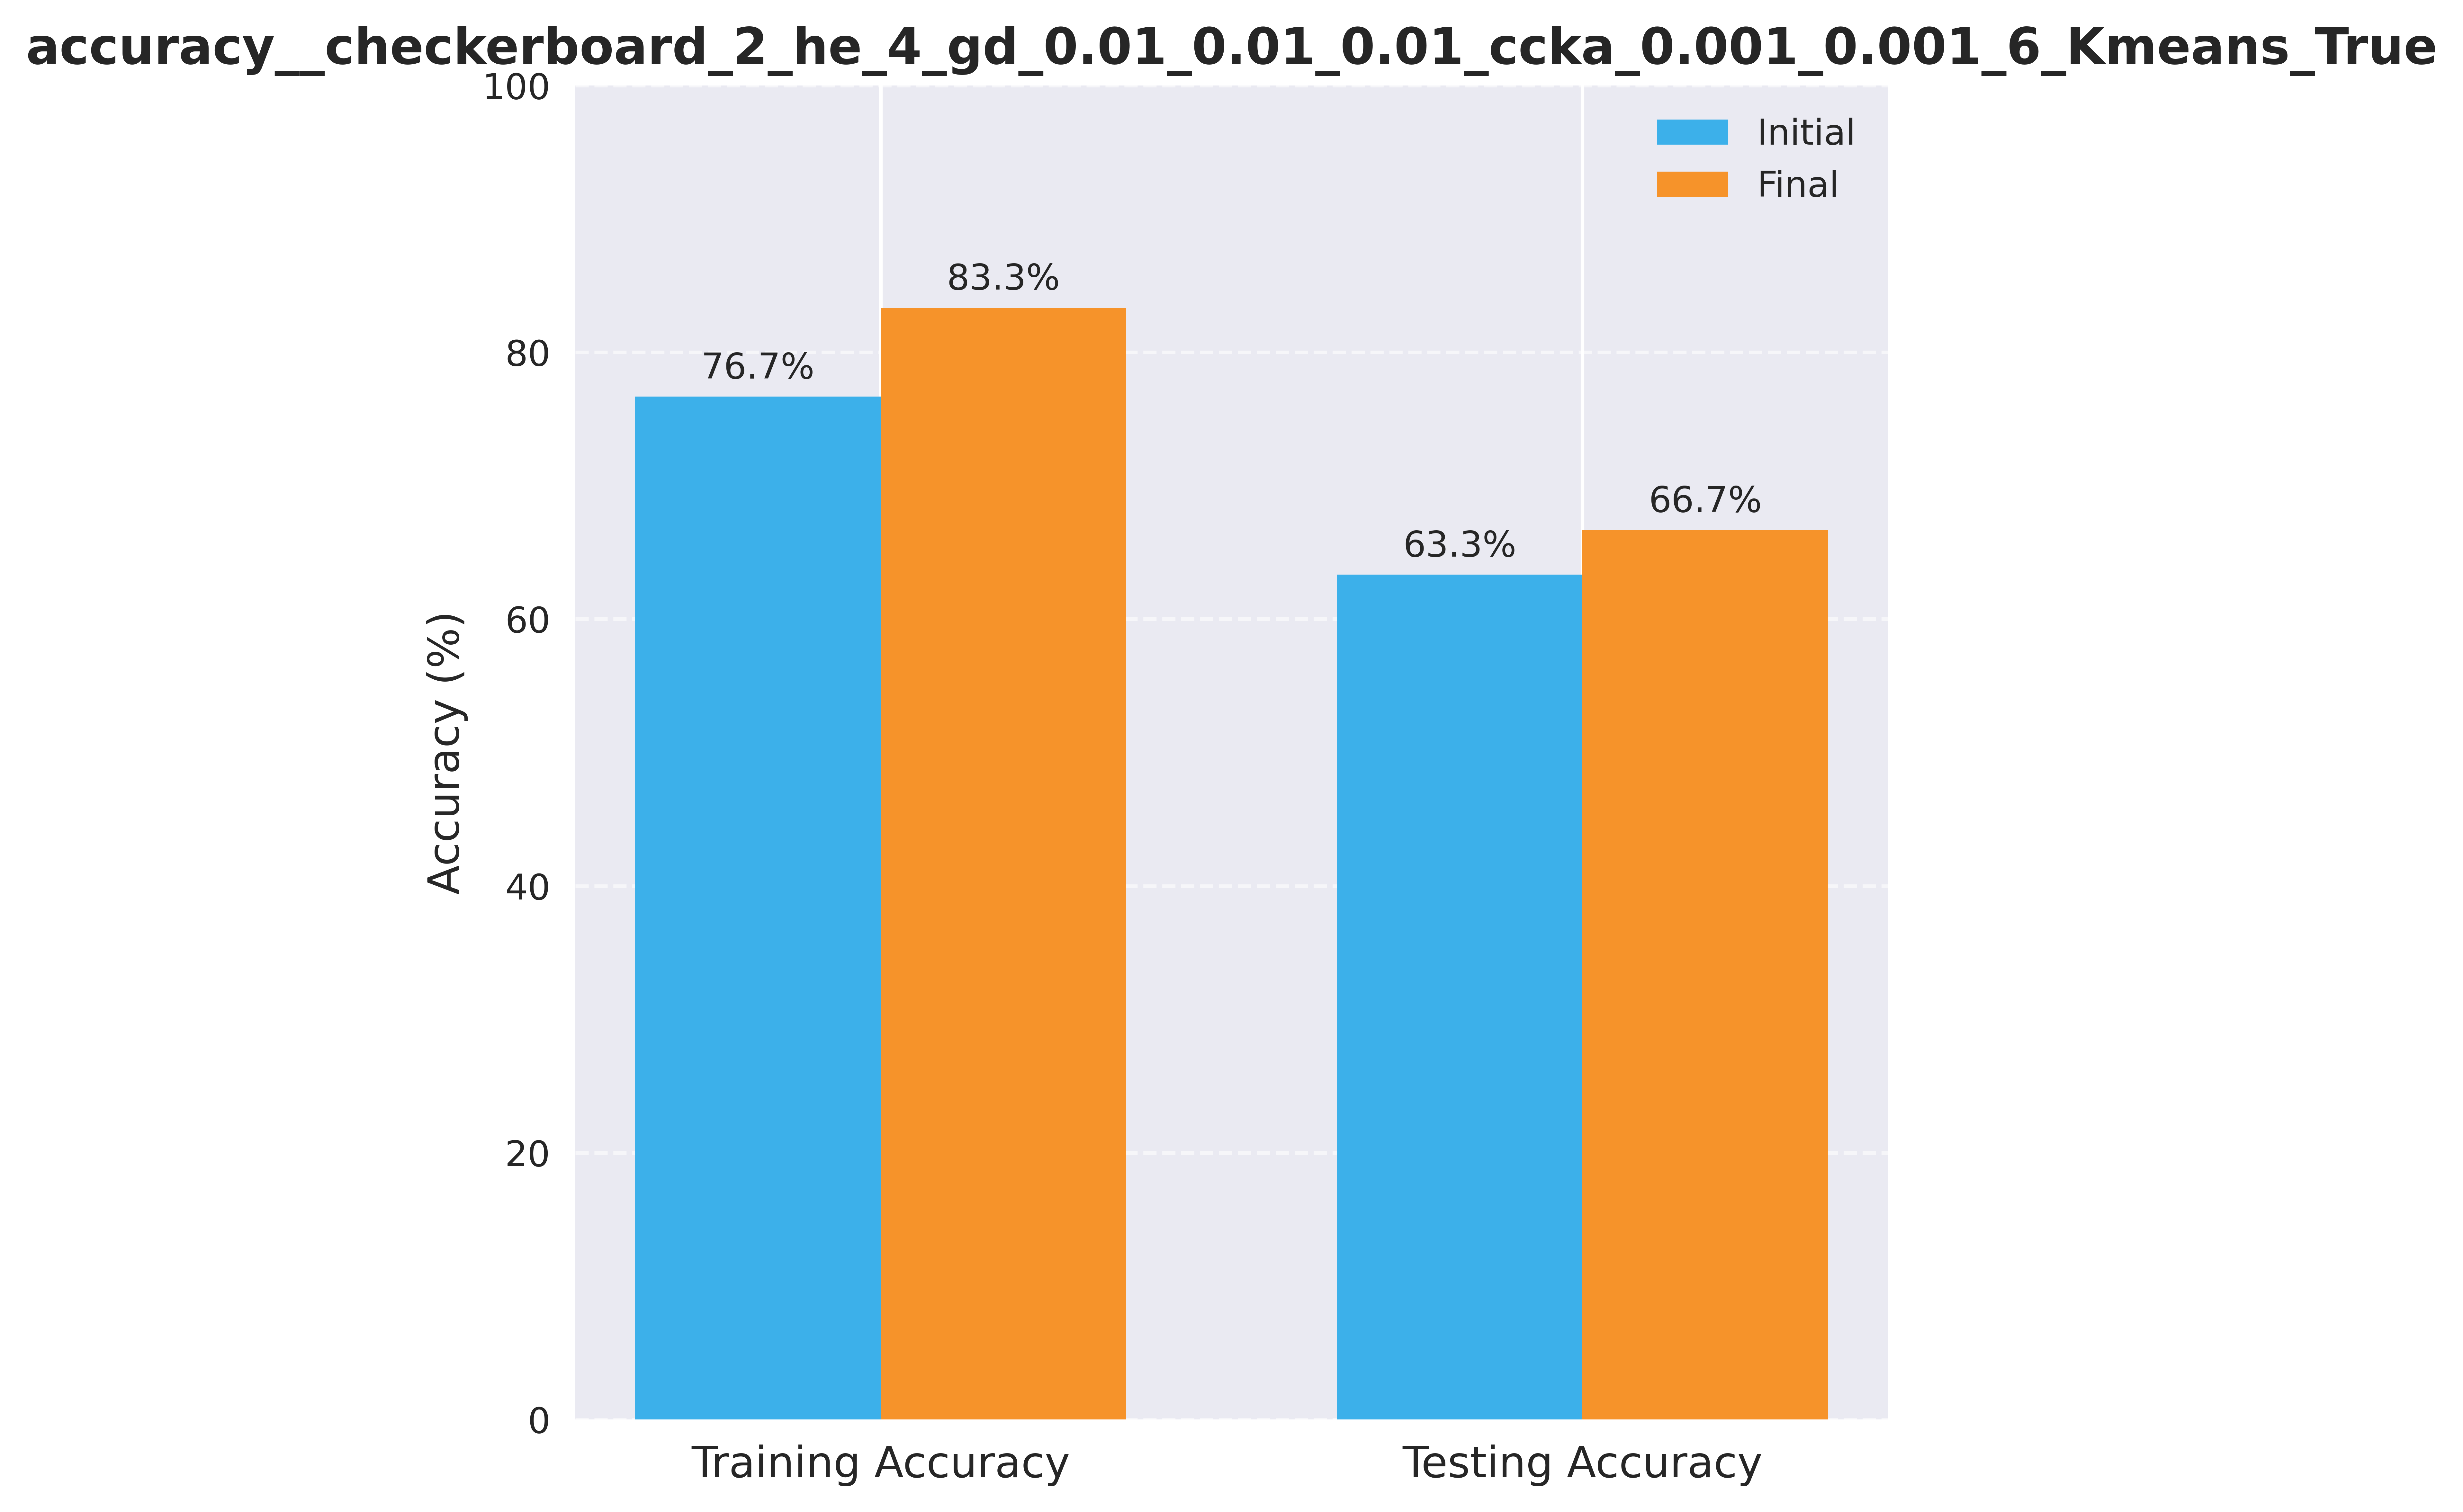 accuracy__checkerboard_2_he_4_gd_0.01_0.01_0.01_ccka_0.001_0.001_6_Kmeans_True
100
80
60
40
20
0
Accuracy (%)
Initial
Final
76.7%
83.3%
63.3%
66.7%
Training Accuracy
Testing Accuracy